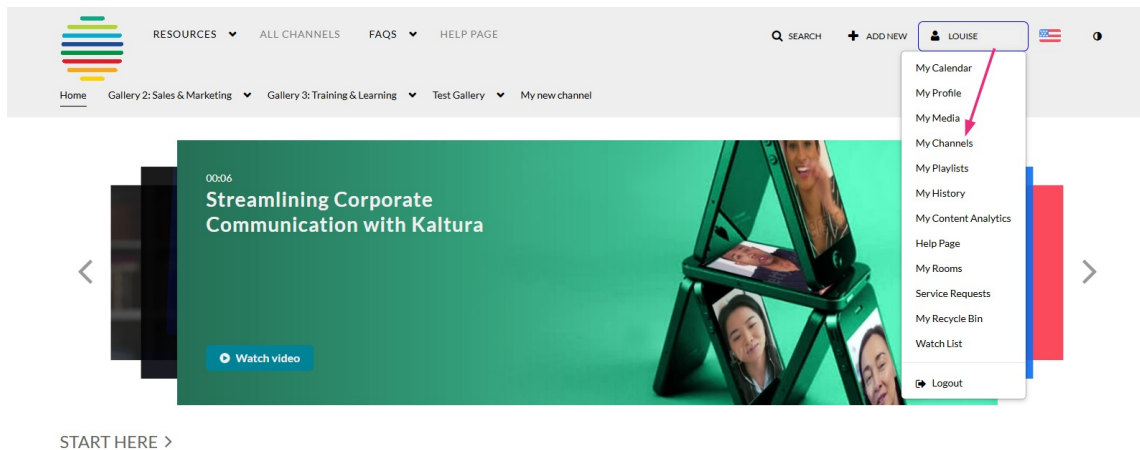 RESOURCES ALL CHANNELS FAQS HELP PAGE SEARCH ADD NEW LOUISE
Home Gallery 2: Sales & Marketing Gallery 3: Training & Learning Test Gallery My new channel
My Calendar
My Profile
My Media
My Channels
My Playlists
My History
My Content Analytics
Help Page
My Rooms
Service Requests
My Recycle Bin
Watch List
Logout
00:06
Streamlining Corporate
Communication with Kaltura
Watch video
START HERE >